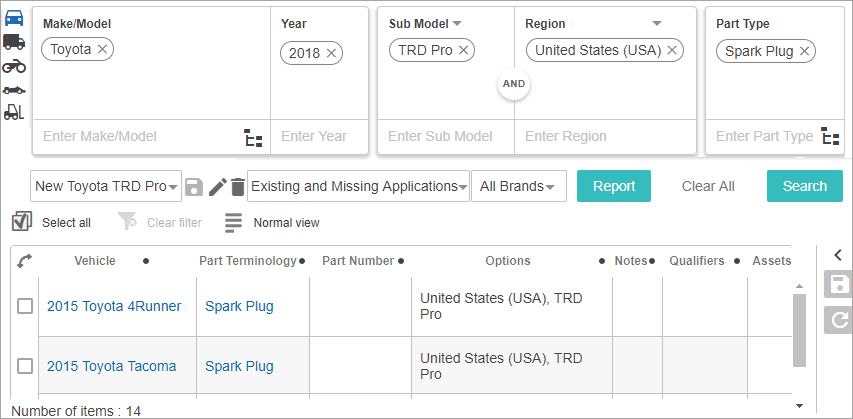 Make/Model Year Sub Model Region Part Type
Toyota 2018 TRD Pro United States (USA) Spark Plug
AND
Enter Make/Model Enter Year Enter Sub Model Enter Region Enter Part Type
New Toyota TRD Pro Existing and Missing Applications All Brands Report Clear All Search
Select all Clear filter Normal view
Vehicle Part Terminology Part Number Options Notes Qualifiers Assets
2015 Toyota 4Runner Spark Plug United States (USA), TRD
Pro
2015 Toyota Tacoma Spark Plug United States (USA), TRD
Pro
Number of items : 14